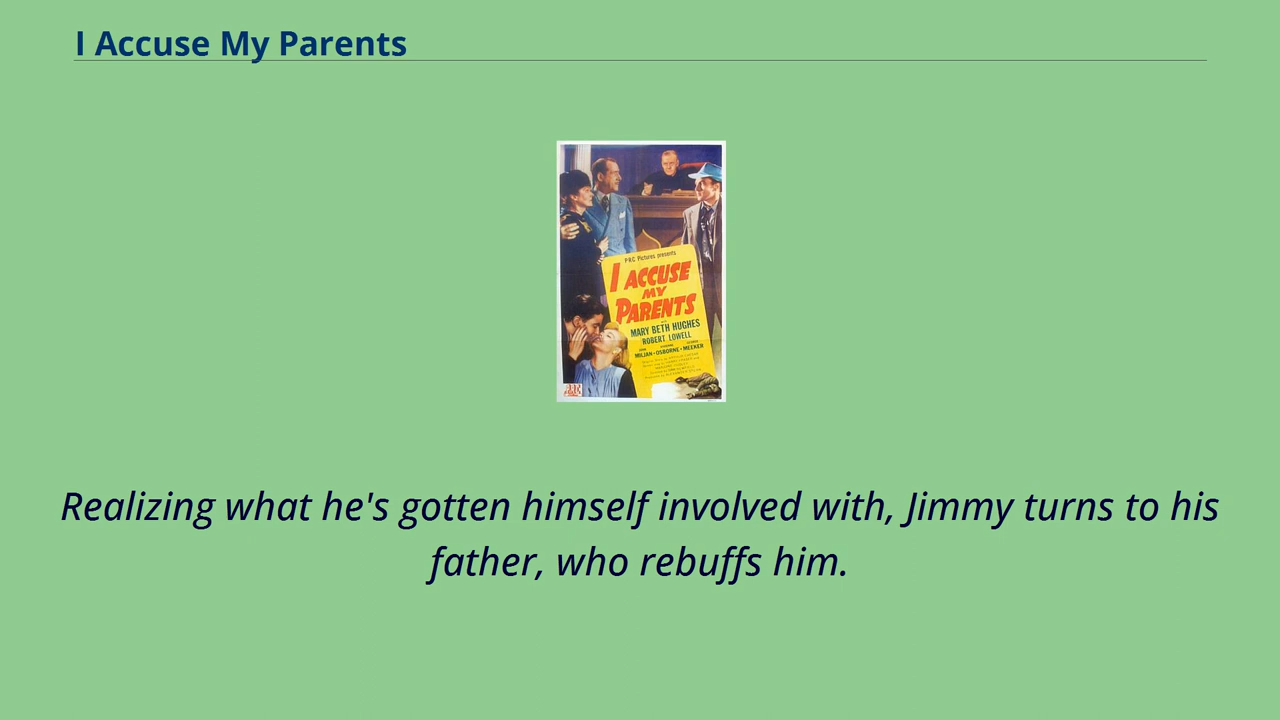 I Accuse My Parents
PRC Pictures presents
I ACCUSE
MY
PARENTS
MARY BETH HUGHES
ROBERT LOWELL
MILJAN • OSBORNE • MEEKER
Realizing what he's gotten himself involved with, Jimmy turns to his
father, who rebuffs him.